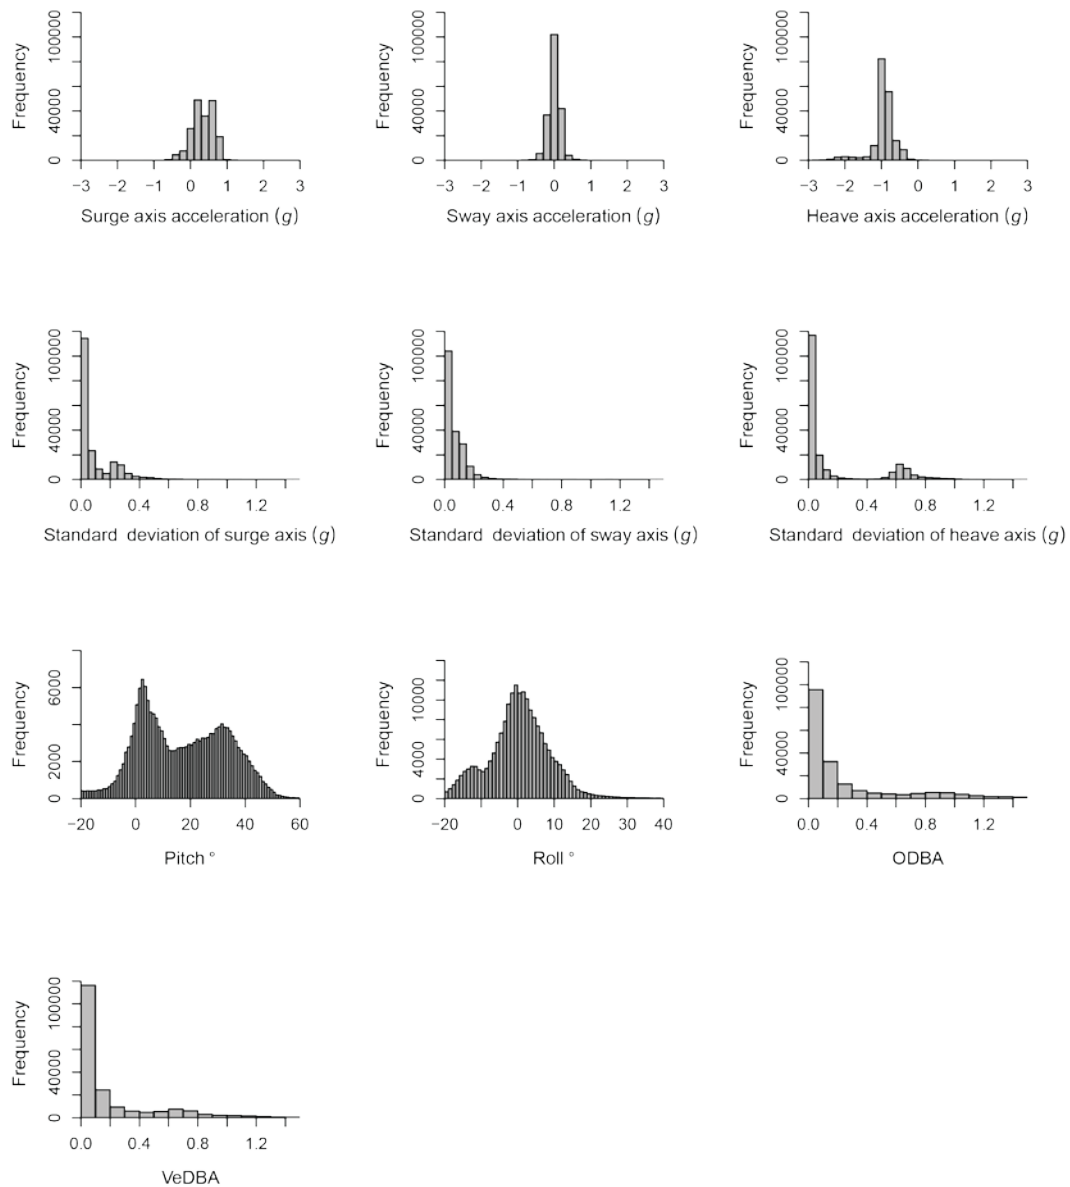 Frequency
0 40000 100000
−3 −2 −1 0 1 2 3
Surge axis acceleration (g)
Frequency
0 40000 100000
−3 −2 −1 0 1 2 3
Sway axis acceleration (g)
Frequency
0 40000 100000
−3 −2 −1 0 1 2 3
Heave axis acceleration (g)
Frequency
0 40000 100000
0.0 0.4 0.8 1.2
Standard deviation of surge axis (g)
Frequency
0 40000 100000
0.0 0.4 0.8 1.2
Standard deviation of sway axis (g)
Frequency
0 40000 100000
0.0 0.4 0.8 1.2
Standard deviation of heave axis (g)
Frequency
0 2000 6000
−20 0 20 40 60
Pitch °
Frequency
0 4000 10000
−20 0 10 20 30 40
Roll °
Frequency
0 40000 100000
0.0 0.4 0.8 1.2
ODBA
Frequency
0 40000 100000
0.0 0.4 0.8 1.2
VeDBA